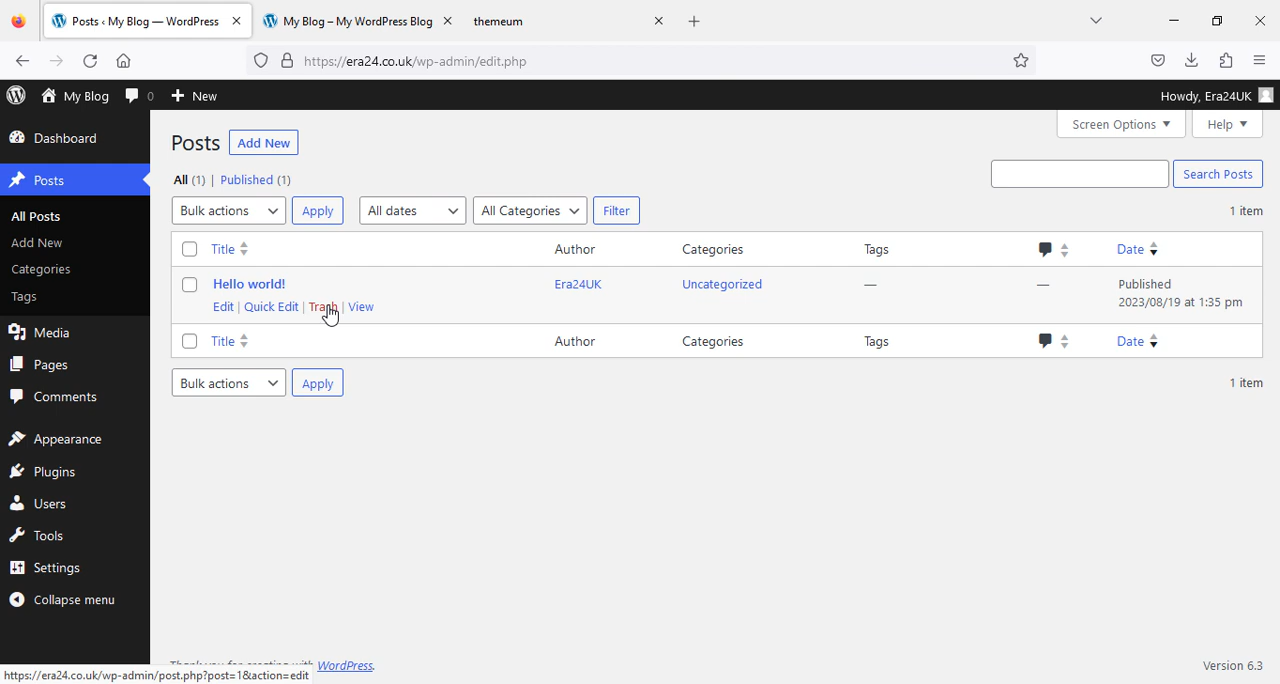 Posts ‹ My Blog — WordPress
My Blog – My WordPress Blog
themeum
https://era24.co.uk/wp-admin/edit.php
My Blog 0 New
Howdy, Era24UK
Dashboard
Posts
All Posts
Add New
Categories
Tags
Media
Pages
Comments
Appearance
Plugins
Users
Tools
Settings
Collapse menu
Screen Options Help
Posts Add New
All (1) | Published (1)
Search Posts
Bulk actions Apply All dates All Categories Filter 1 item
Title Author Categories Tags Date
Hello world! Era24UK Uncategorized — — Published
Edit | Quick Edit | Trash | View 2023/08/19 at 1:35 pm
Title Author Categories Tags Date
Bulk actions Apply 1 item
Thank you for creating with WordPress. Version 6.3
https://era24.co.uk/wp-admin/post.php?post=1&action=edit